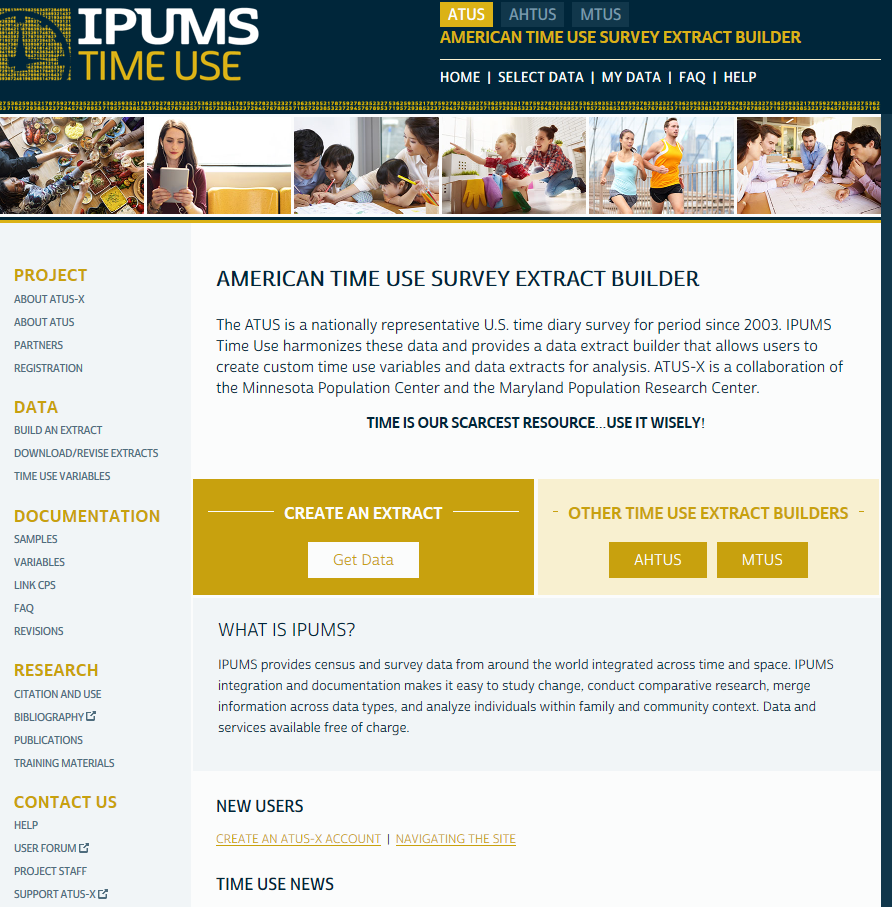 IPUMS
TIME USE
ATUS AHTUS MTUS
AMERICAN TIME USE SURVEY EXTRACT BUILDER
HOME | SELECT DATA | MY DATA | FAQ | HELP
PROJECT
ABOUT ATUS-X
ABOUT ATUS
PARTNERS
REGISTRATION
DATA
BUILD AN EXTRACT
DOWNLOAD/REVISE EXTRACTS
TIME USE VARIABLES
DOCUMENTATION
SAMPLES
VARIABLES
LINK CPS
FAQ
REVISIONS
RESEARCH
CITATION AND USE
BIBLIOGRAPHY
PUBLICATIONS
TRAINING MATERIALS
CONTACT US
HELP
USER FORUM
PROJECT STAFF
SUPPORT ATUS-X
AMERICAN TIME USE SURVEY EXTRACT BUILDER
The ATUS is a nationally representative U.S. time diary survey for period since 2003. IPUMS
Time Use harmonizes these data and provides a data extract builder that allows users to
create custom time use variables and data extracts for analysis. ATUS-X is a collaboration of
the Minnesota Population Center and the Maryland Population Research Center.
TIME IS OUR SCARCEST RESOURCE...USE IT WISELY!
CREATE AN EXTRACT
Get Data
OTHER TIME USE EXTRACT BUILDERS
AHTUS MTUS
WHAT IS IPUMS?
IPUMS provides census and survey data from around the world integrated across time and space. IPUMS
integration and documentation makes it easy to study change, conduct comparative research, merge
information across data types, and analyze individuals within family and community context. Data and
services available free of charge.
NEW USERS
CREATE AN ATUS-X ACCOUNT | NAVIGATING THE SITE
TIME USE NEWS